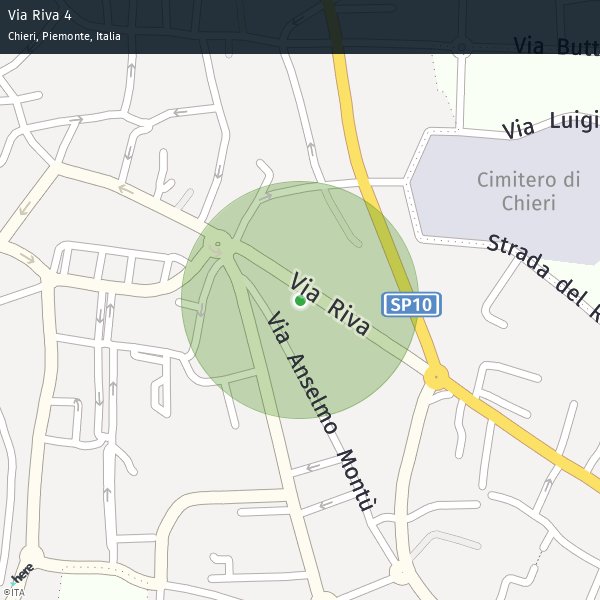 Via Riva 4
Chieri, Piemonte, Italia
Via Butt
Via Luigi
Cimitero di
Chieri
Strada del R
Via Riva
SP10
Via Anselmo Montù
here
©ITA